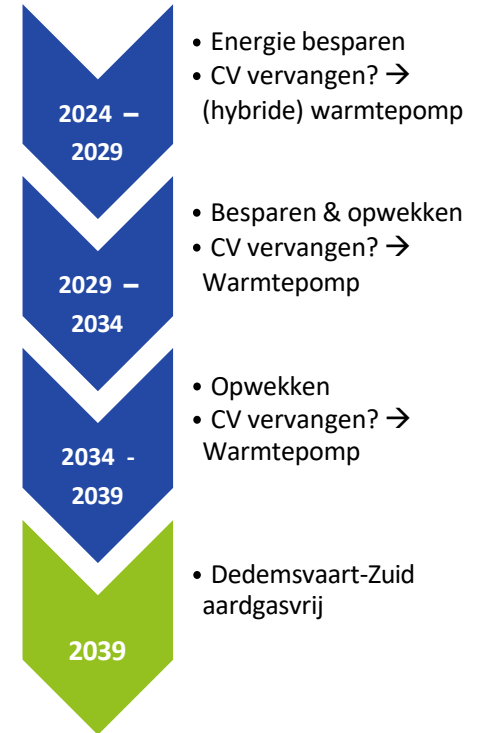 2024 –
2029
• Energie besparen
• CV vervangen? →
(hybride) warmtepomp
2029 –
2034
• Besparen & opwekken
• CV vervangen? →
Warmtepomp
2034 -
2039
• Opwekken
• CV vervangen? →
Warmtepomp
2039
• Dedemsvaart-Zuid
aardgasvrij